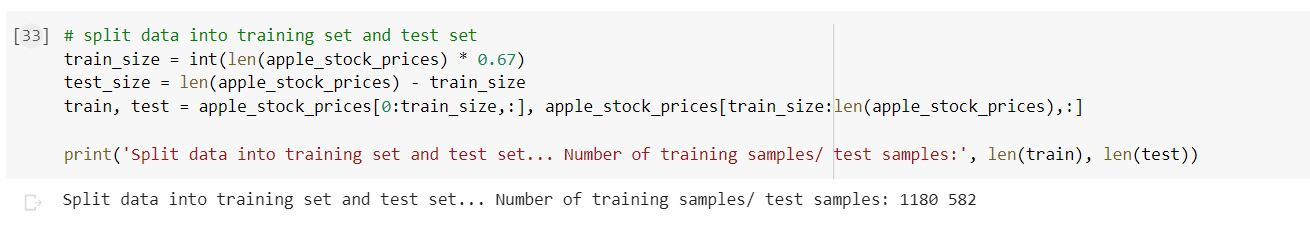 [33] # split data into training set and test set
train_size = int(len(apple_stock_prices) * 0.67)
test_size = len(apple_stock_prices) - train_size
train, test = apple_stock_prices[0:train_size,:], apple_stock_prices[train_size:len(apple_stock_prices),:]
print('Split data into training set and test set... Number of training samples/ test samples:', len(train), len(test))
Split data into training set and test set... Number of training samples/ test samples: 1180 582